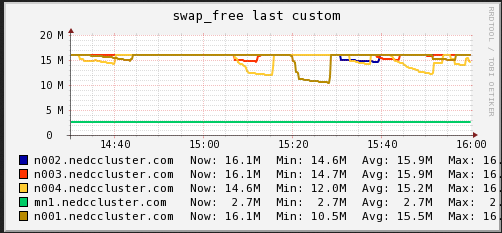 swap_free last custom
RRDTOOL / TOBI OETIKER
20 M
15 M
10 M
5 M
0
14:40 15:00 15:20 15:40 16:00
n002.nedccluster.com Now: 16.1M Min: 14.6M Avg: 15.9M Max: 16.
n003.nedccluster.com Now: 16.1M Min: 14.7M Avg: 15.9M Max: 16.
n004.nedccluster.com Now: 14.6M Min: 12.0M Avg: 15.2M Max: 16.
mn1.nedccluster.com Now: 2.7M Min: 2.7M Avg: 2.7M Max: 2.
n001.nedccluster.com Now: 16.1M Min: 10.5M Avg: 15.5M Max: 16.